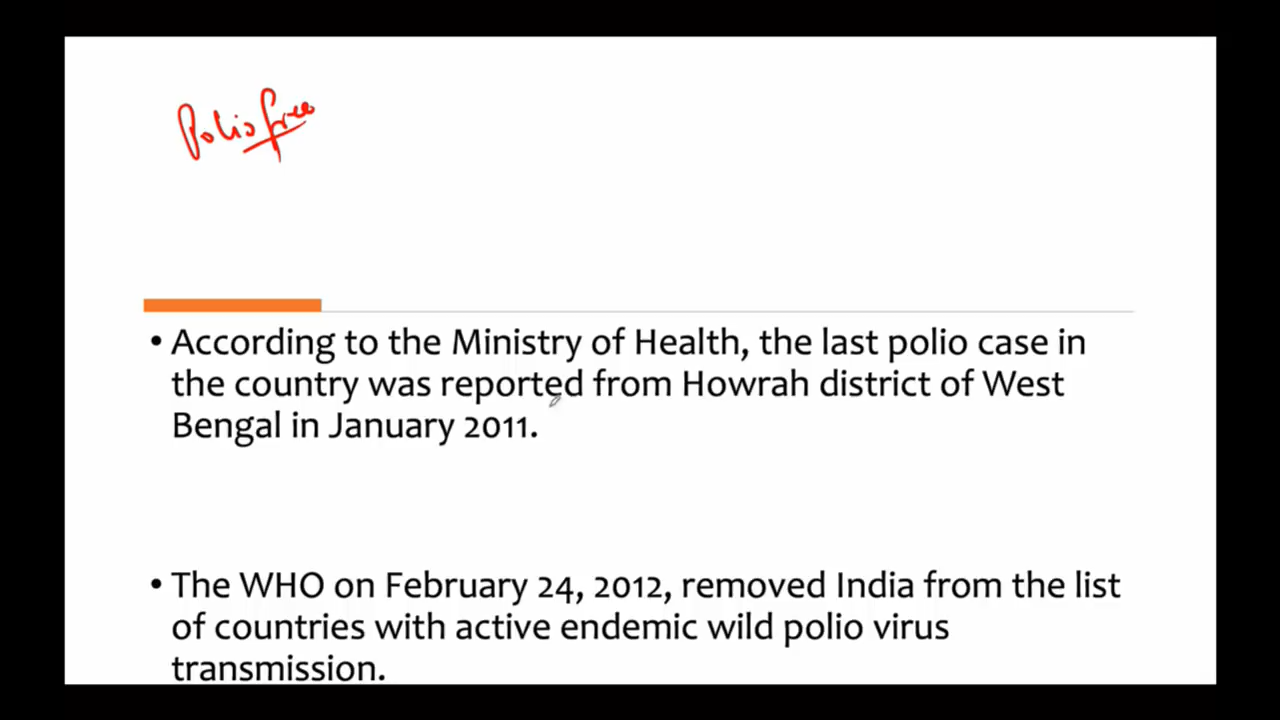 Polio free
• According to the Ministry of Health, the last polio case in
the country was reported from Howrah district of West
Bengal in January 2011.
• The WHO on February 24, 2012, removed India from the list
of countries with active endemic wild polio virus
transmission.